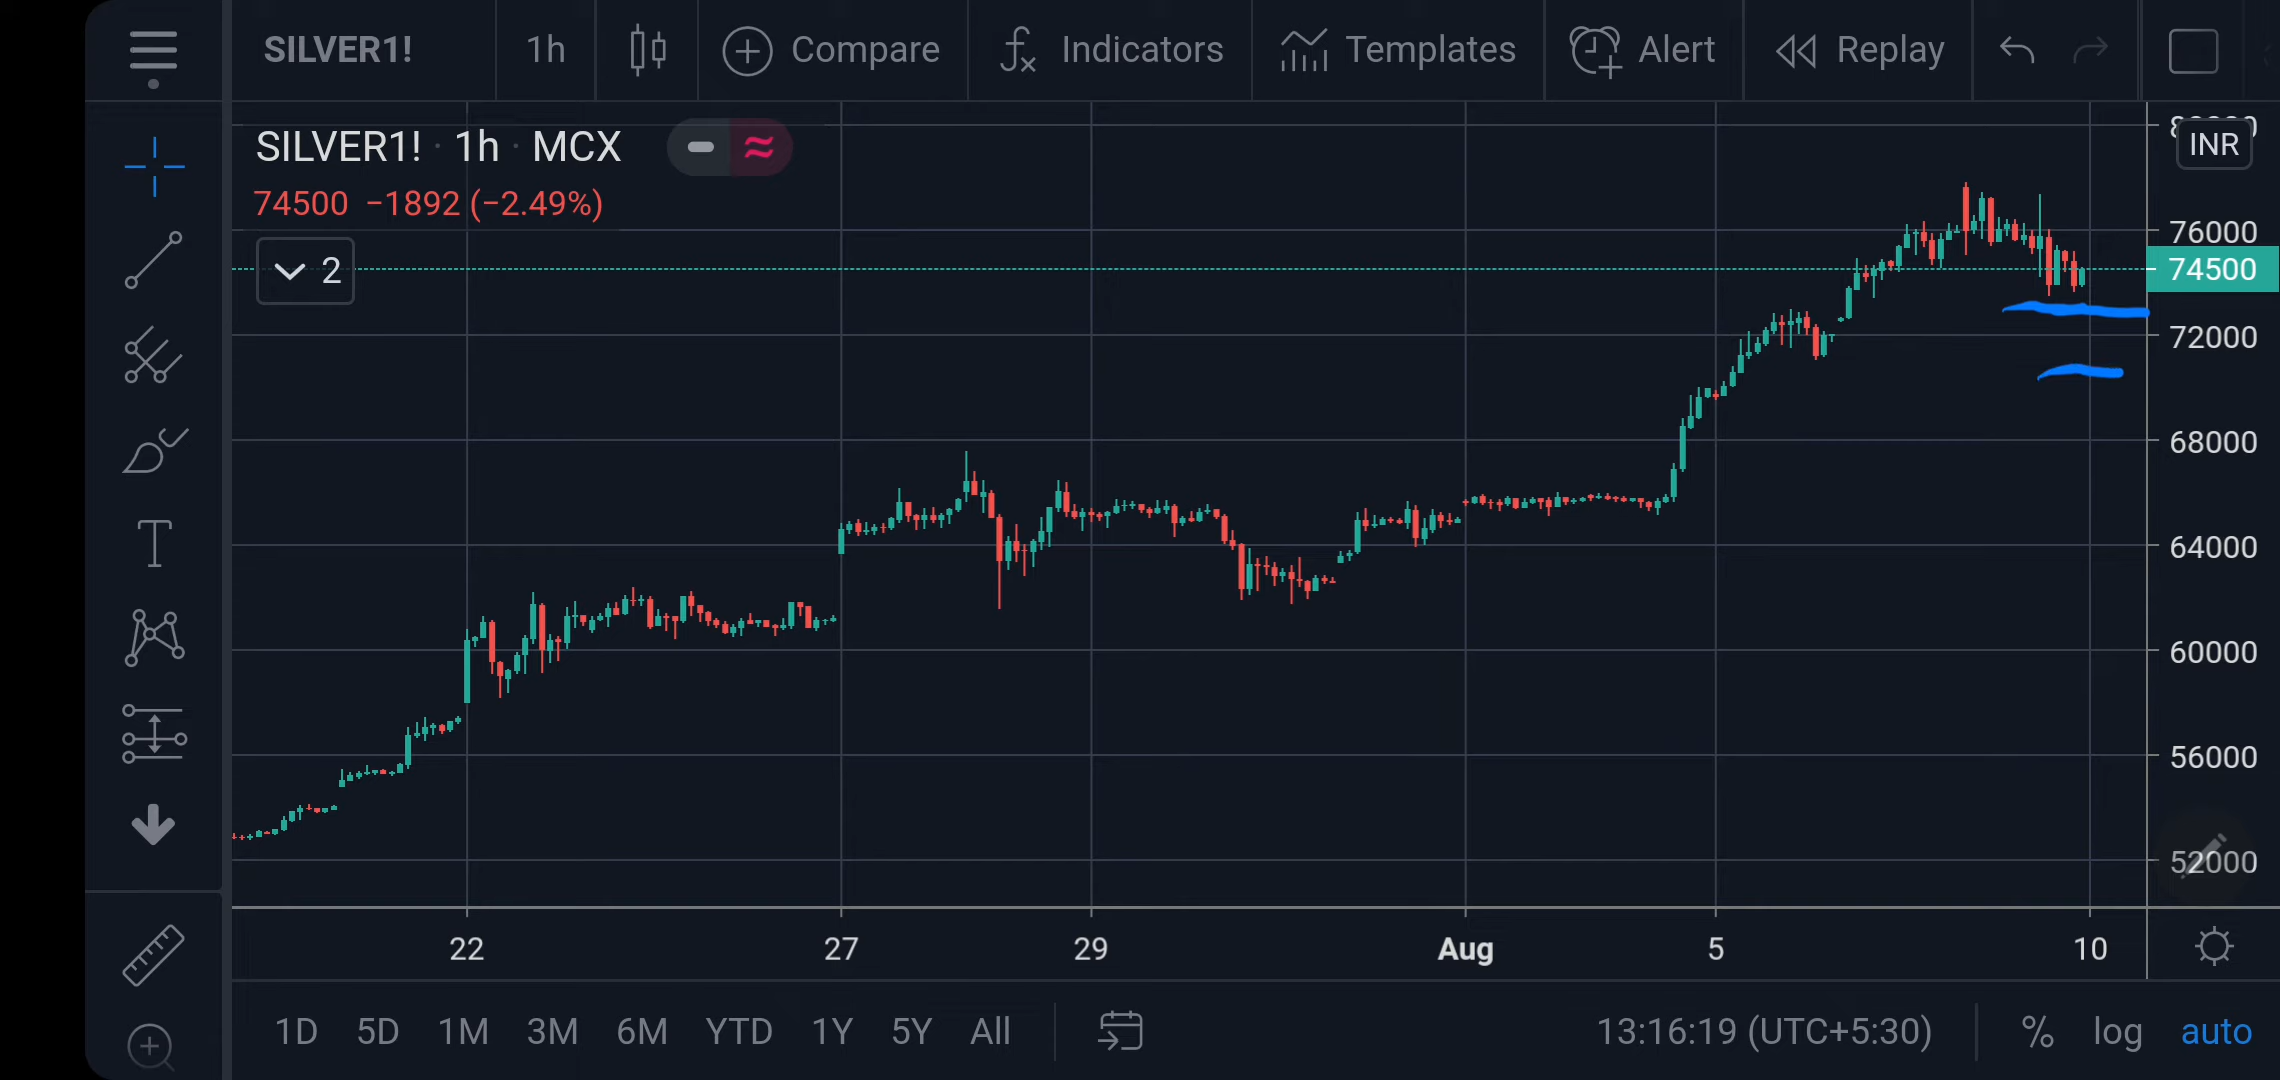 SILVER1! 1h Compare Indicators Templates Alert Replay
SILVER1! · 1h · MCX
74500 −1892 (−2.49%)
2
INR
76000
74500
72000
68000
64000
60000
56000
52000
22 27 29 Aug 5 10
1D 5D 1M 3M 6M YTD 1Y 5Y All 13:16:19 (UTC+5:30) % log auto